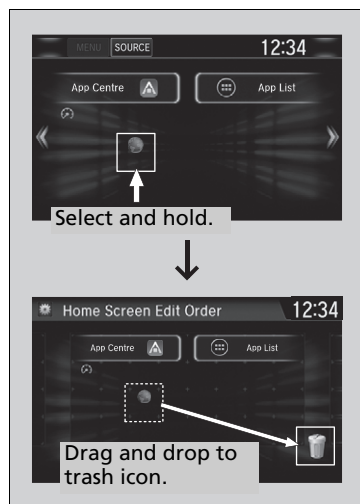 MENU SOURCE 12:34
App Centre App List
Select and hold.
Home Screen Edit Order 12:34
App Centre App List
Drag and drop to
trash icon.